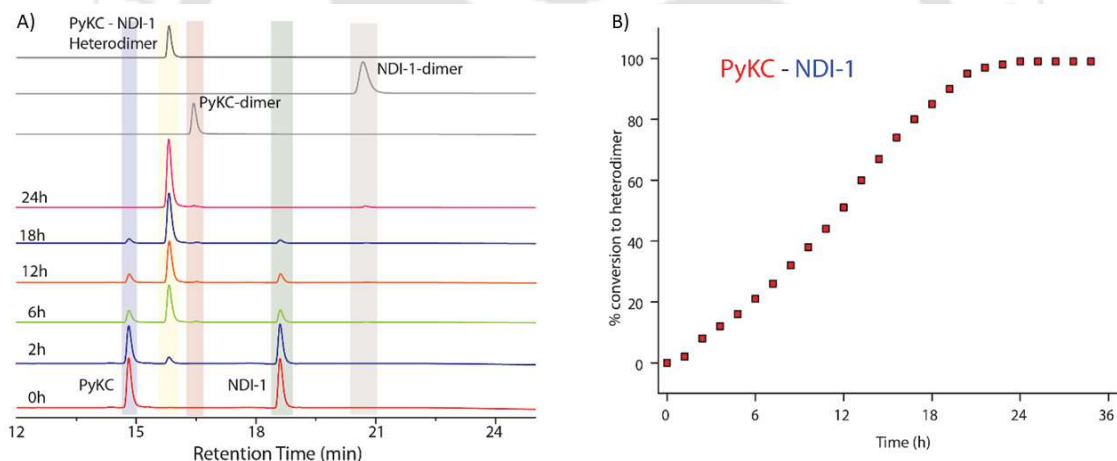 A)
PyKC - NDI-1
Heterodimer
NDI-1-dimer
PyKC-dimer
24h
18h
12h
6h
2h
0h
PyKC
NDI-1
12
15
18
21
24
Retention Time (min)
B)
PyKC - NDI-1
% conversion to heterodimer
100
80
60
40
20
0
0
6
12
18
24
36
Time (h)